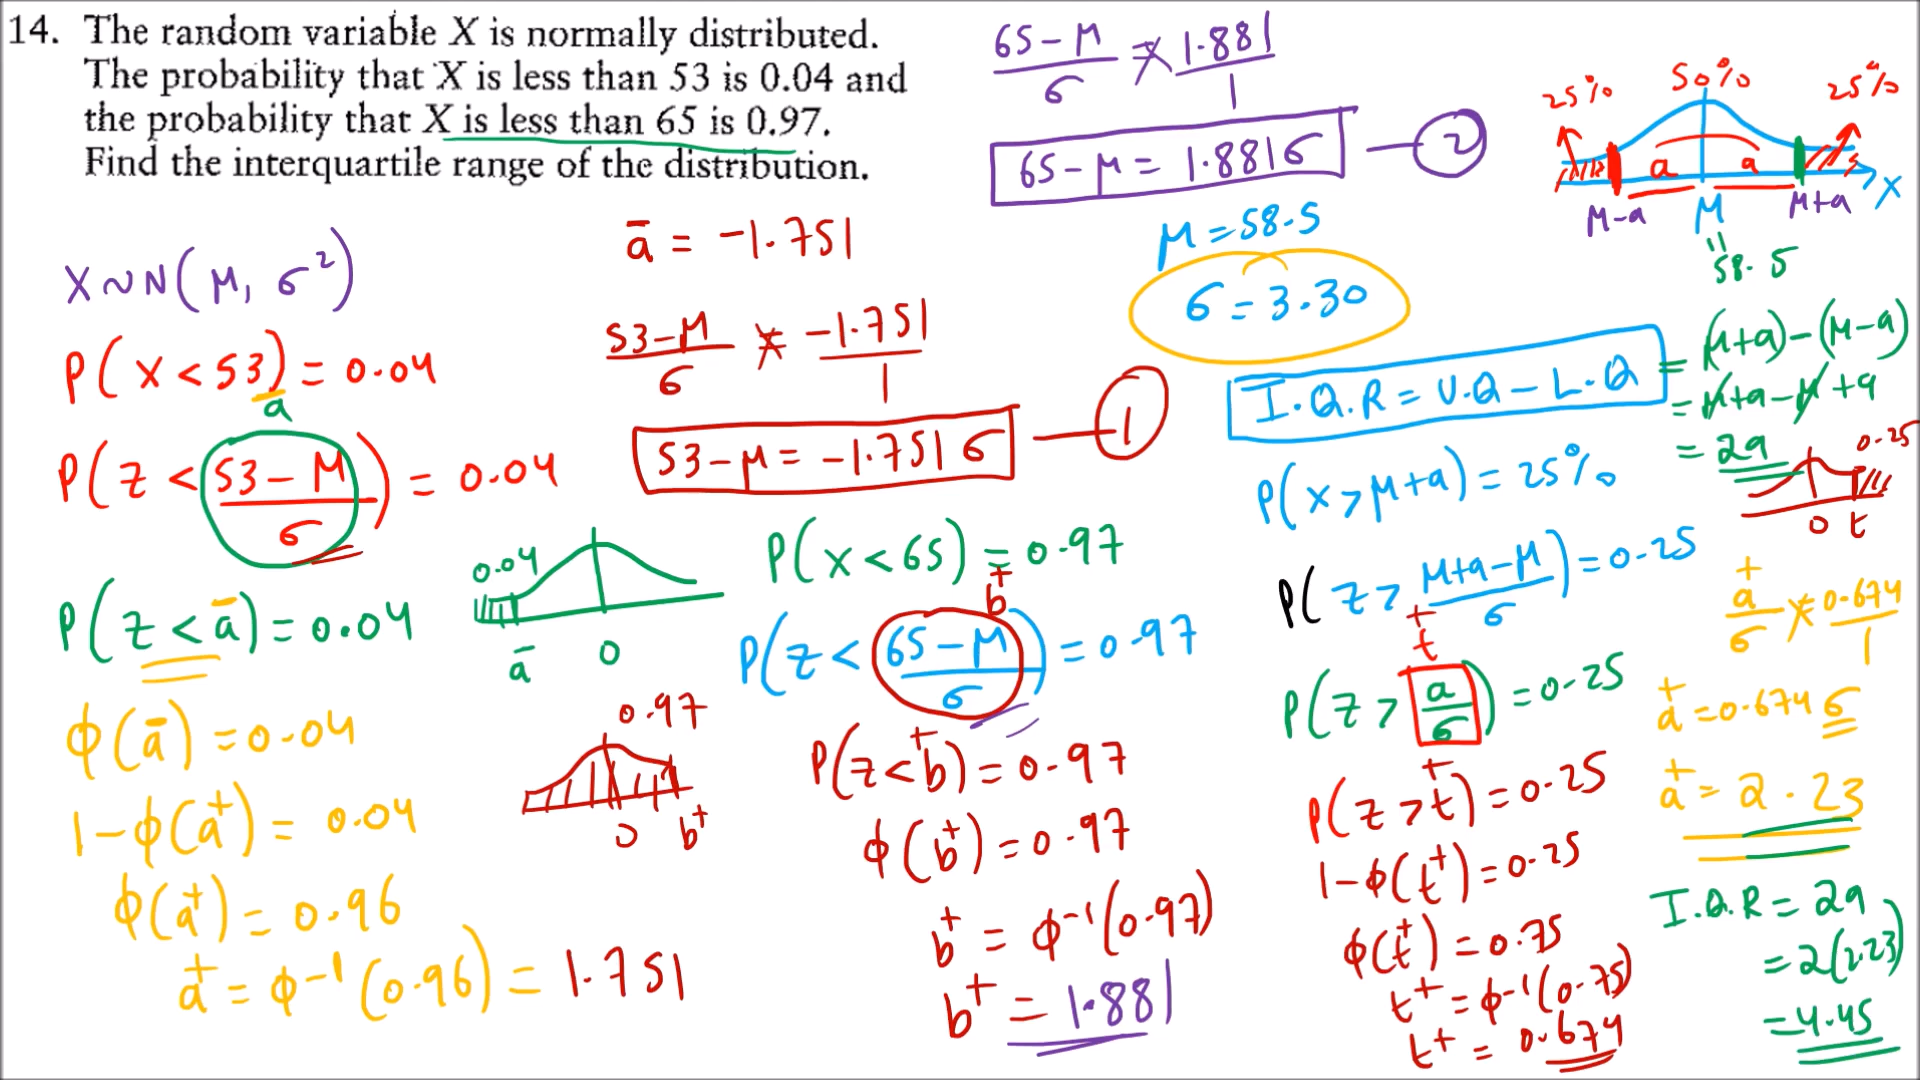 14. The random variable X is normally distributed.
The probability that X is less than 53 is 0.04 and
the probability that X is less than 65 is 0.97.
Find the interquartile range of the distribution.
X~N(μ, σ²)
P(X<53) = 0.04
a
P(Z < 53-μ/σ) = 0.04
P(Z < a⁻) = 0.04
ϕ(a⁻) = 0.04
1-ϕ(a⁺) = 0.04
ϕ(a⁺) = 0.96
a⁺ = ϕ⁻¹(0.96) = 1.751
a⁻ = -1.751
53-μ/σ = -1.751/1
53-μ = -1.751σ — 1
0.04
a⁻ 0
0.97
0 b⁺
P(X<65) = 0.97
b⁺
P(Z < 65-μ/σ) = 0.97
P(Z<b⁺) = 0.97
ϕ(b⁺) = 0.97
b⁺ = ϕ⁻¹(0.97)
b⁺ = 1.881
65-μ/σ = 1.881/1
65-μ = 1.881σ — 2
μ = 58.5
σ = 3.30
25% 50% 25%
a a
μ-a μ μ+a X
58.5
I.Q.R = U.Q - L.Q
= (μ+a)-(μ-a)
= μ+a-μ+a
= 2a
0.25
0 t
P(X>μ+a) = 25%
P(Z > μ+a-μ/σ) = 0.25
t⁺
P(Z > a/σ) = 0.25
P(Z>t⁺) = 0.25
1-ϕ(t⁺) = 0.25
ϕ(t⁺) = 0.75
t⁺ = ϕ⁻¹(0.75)
t⁺ = 0.674
a⁺/σ = 0.674/1
a⁺ = 0.674σ
a⁺ = 2.23
I.Q.R = 2a
= 2(2.23)
= 4.45